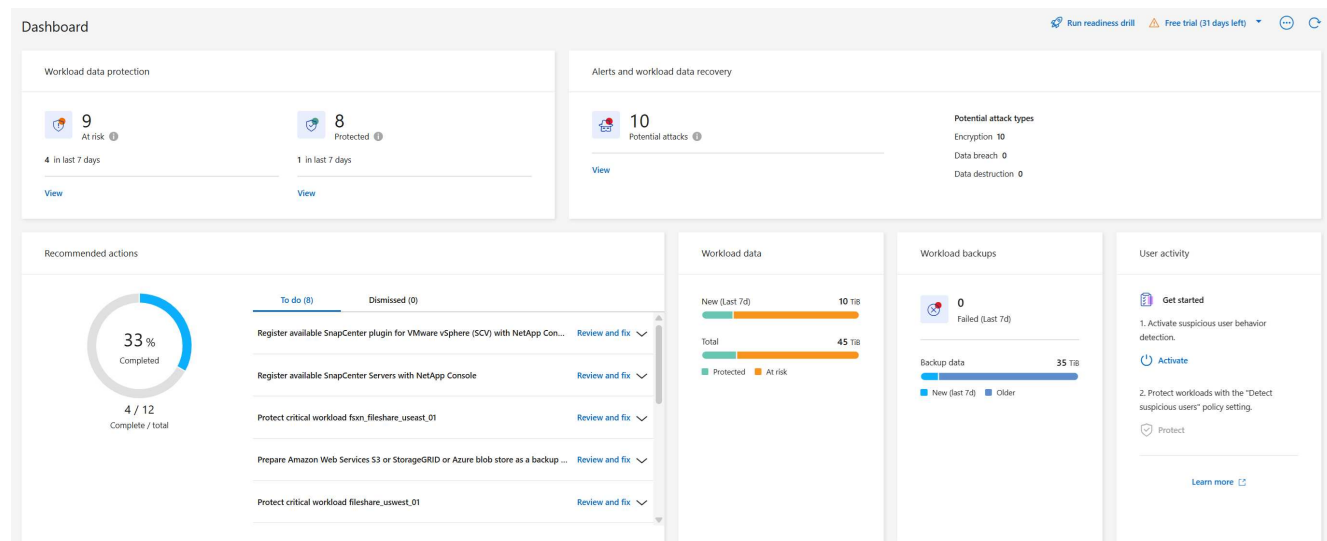 Dashboard
Run readiness drill
Free trial (31 days left)
Workload data protection
9
At risk
4 in last 7 days
View
8
Protected
1 in last 7 days
View
Alerts and workload data recovery
10
Potential attacks
View
Potential attack types
Encryption 10
Data breach 0
Data destruction 0
Recommended actions
33 %
Completed
4 / 12
Complete / total
To do (8)
Dismissed (0)
Register available SnapCenter plugin for VMware vSphere (SCV) with NetApp Con... Review and fix
Register available SnapCenter Servers with NetApp Console Review and fix
Protect critical workload fsxn_fileshare_useast_01 Review and fix
Prepare Amazon Web Services S3 or StorageGRID or Azure blob store as a backup ... Review and fix
Protect critical workload fileshare_uswest_01 Review and fix
Workload data
New (Last 7d) 10 TiB
Total 45 TiB
Protected At risk
Workload backups
0
Failed (Last 7d)
Backup data 35 TiB
New (last 7d) Older
User activity
Get started
1. Activate suspicious user behavior
detection.
Activate
2. Protect workloads with the "Detect
suspicious users" policy setting.
Protect
Learn more